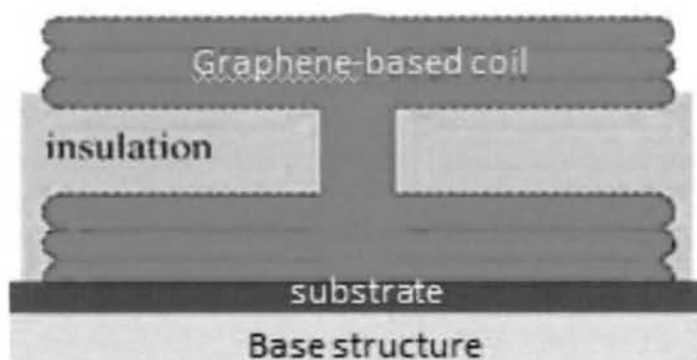 Graphene-based coil
insulation
substrate
Base structure